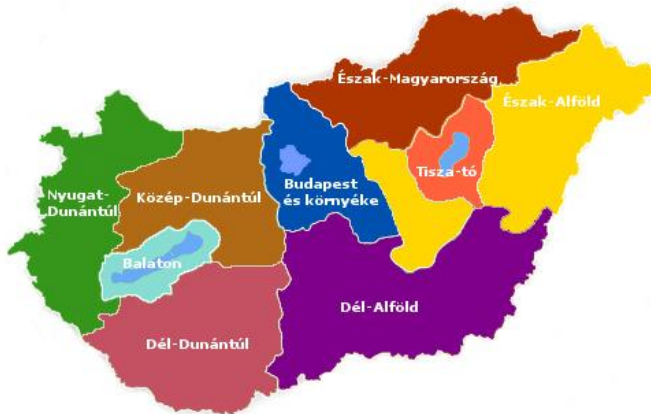 Észak-Magyarország
Észak-Alföld
Tisza-tó
Budapest
és környéke
Nyugat-
Dunántúl
Közép-Dunántúl
Balaton
Dél-Alföld
Dél-Dunántúl